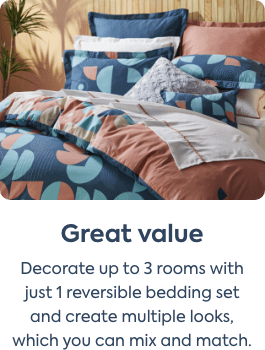 Great value
Decorate up to 3 rooms with
just 1 reversible bedding set
and create multiple looks,
which you can mix and match.